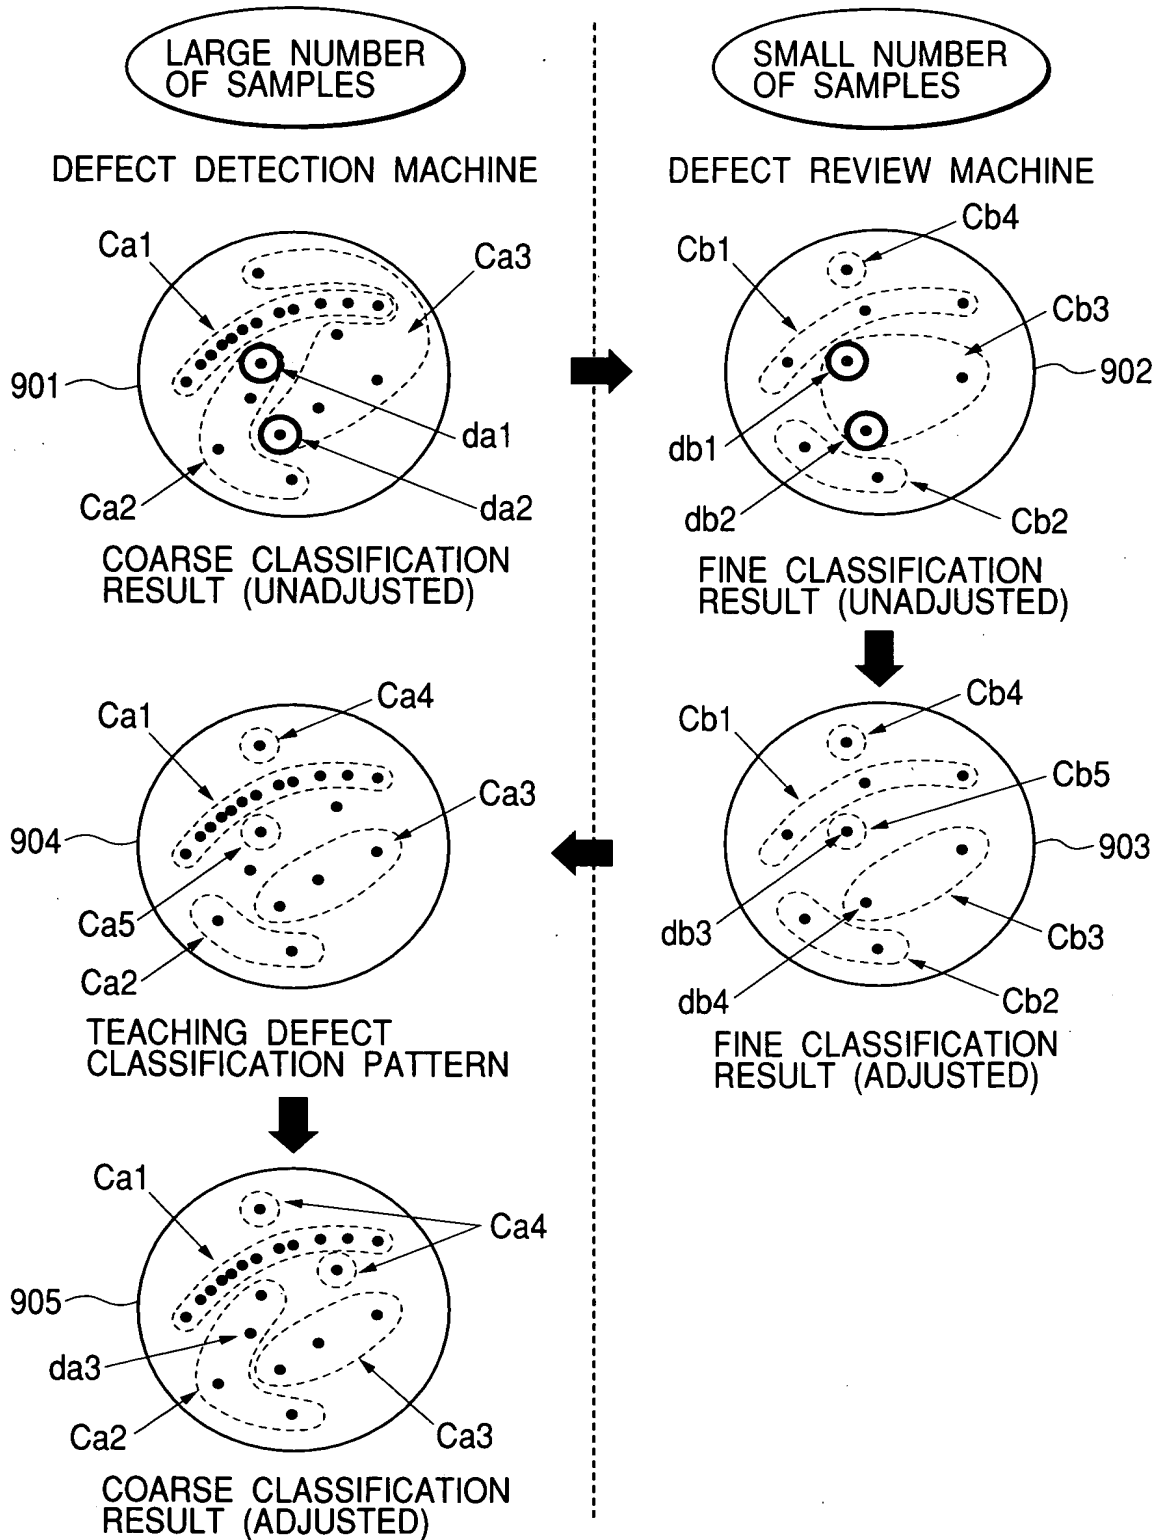 LARGE NUMBER
OF SAMPLES
SMALL NUMBER
OF SAMPLES
DEFECT DETECTION MACHINE
DEFECT REVIEW MACHINE
Ca1
Ca3
901
da1
Ca2
da2
COARSE CLASSIFICATION
RESULT (UNADJUSTED)
Cb4
Cb1
Cb3
902
db1
db2
Cb2
FINE CLASSIFICATION
RESULT (UNADJUSTED)
Ca4
Ca1
Ca3
904
Ca5
Ca2
TEACHING DEFECT
CLASSIFICATION PATTERN
Cb4
Cb1
Cb5
903
db3
Cb3
db4
Cb2
FINE CLASSIFICATION
RESULT (ADJUSTED)
Ca1
Ca4
905
da3
Ca2
Ca3
COARSE CLASSIFICATION
RESULT (ADJUSTED)